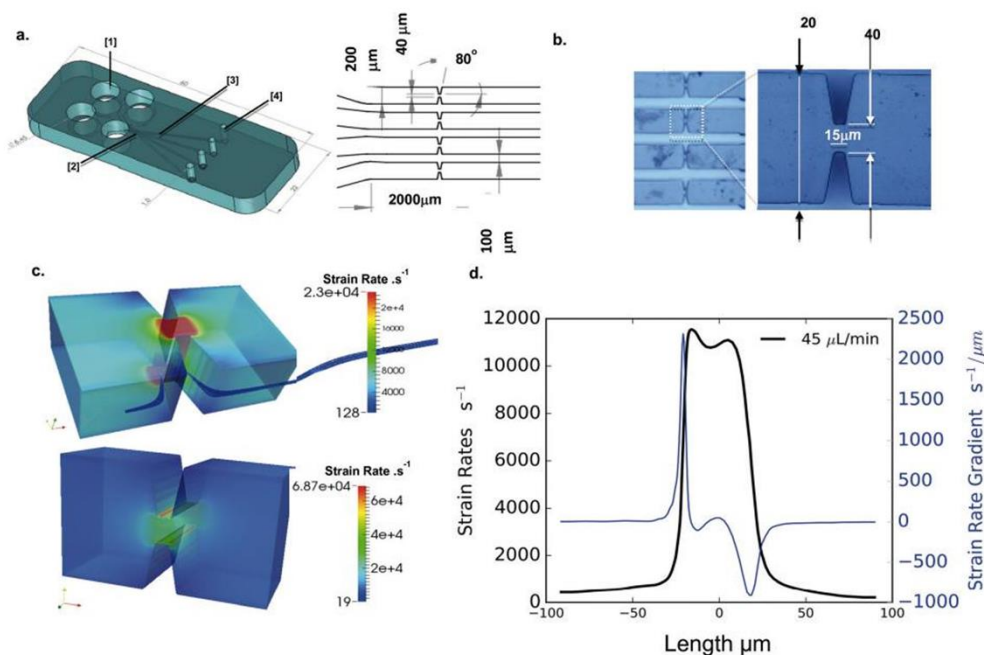 a.
[1]
[2]
[3]
[4]
60
200
μm
40 μm
80°
2000μm
100
μm
b.
20
40
15μm
c.
Strain Rate .s⁻¹
2.3e+04
2e+4
16000
12000
8000
4000
128
Strain Rate .s⁻¹
6.87e+04
6e+4
4e+4
2e+4
19
d.
45 μL/min
12000
10000
8000
6000
4000
2000
0
Strain Rates s⁻¹
2500
2000
1500
1000
500
0
−500
−1000
Strain Rate Gradient s⁻¹/μm
−100
−50
0
50
100
Length μm